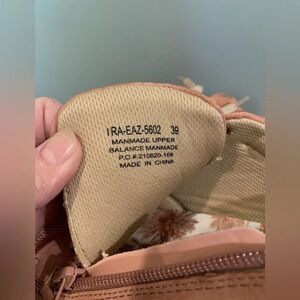 IRA-EAZ-5602 39
MANMADE UPPER
BALANCE MANMADE
P.O.#:210820-168
MADE IN CHINA